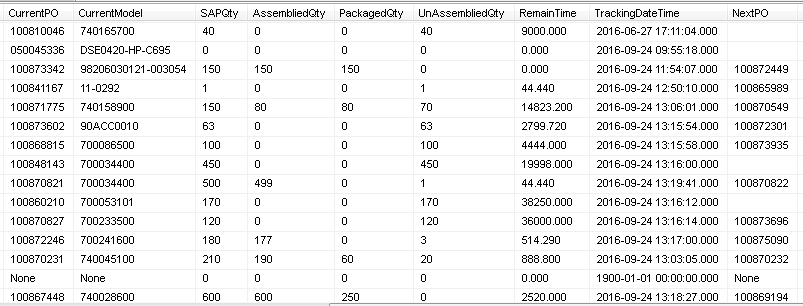 CurrentPO CurrentModel SAPQty AssembliedQty PackagedQty UnAssembliedQty RemainTime TrackingDateTime NextPO
100810046 740165700 40 0 0 40 9000.000 2016-06-27 17:11:04.000
050045336 DSE0420-HP-C695 0 0 0 0 0.000 2016-09-24 09:55:18.000
100873342 98206030121-003054 150 150 150 0 0.000 2016-09-24 11:54:07.000 100872449
100841167 11-0292 1 0 0 1 44.440 2016-09-24 12:50:10.000 100865989
100871775 740158900 150 80 80 70 14823.200 2016-09-24 13:06:01.000 100870549
100873602 90ACC0010 63 0 0 63 2799.720 2016-09-24 13:15:54.000 100872301
100868815 700086500 100 0 0 100 4444.000 2016-09-24 13:15:58.000 100873935
100848143 700034400 450 0 0 450 19998.000 2016-09-24 13:16:00.000
100870821 700034400 500 499 0 1 44.440 2016-09-24 13:19:41.000 100870822
100860210 700053101 170 0 0 170 38250.000 2016-09-24 13:16:12.000
100870827 700233500 120 0 0 120 36000.000 2016-09-24 13:16:14.000 100873696
100872246 700241600 180 177 0 3 514.290 2016-09-24 13:17:00.000 100875090
100870231 740045100 210 190 60 20 888.800 2016-09-24 13:03:05.000 100870232
None None 0 0 0 0 0.000 1900-01-01 00:00:00.000 None
100867448 740028600 600 600 250 0 2520.000 2016-09-24 13:18:27.000 100869194